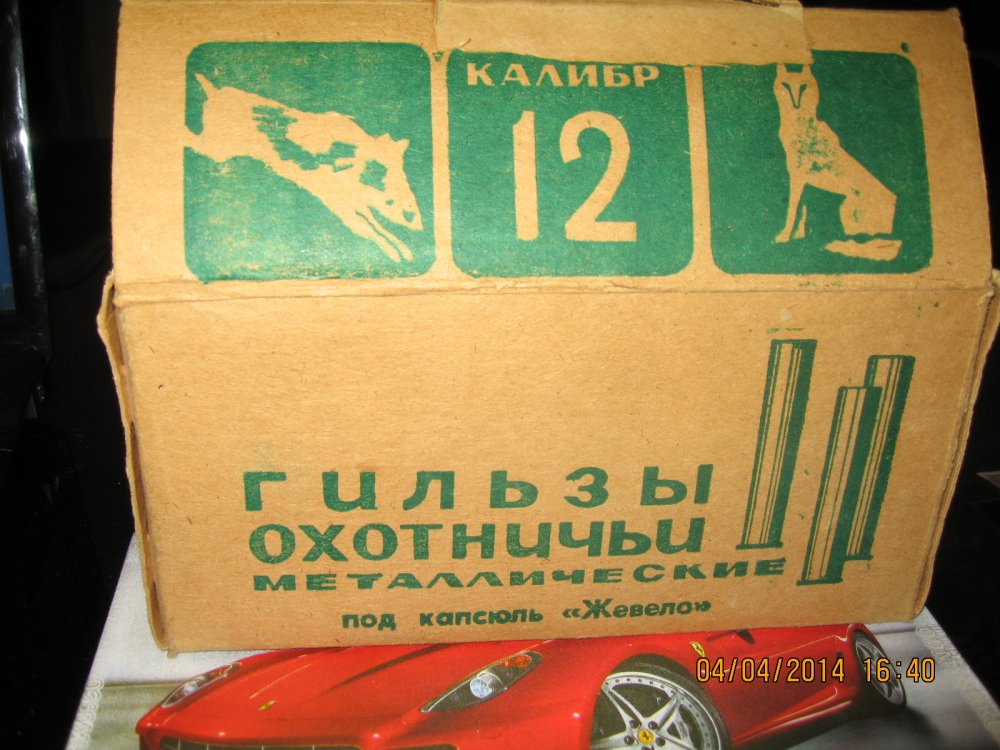 КАЛИБР
12
гильзы
охотничьи
металлические
под капсюль «Жевело»
04/04/2014 16:40